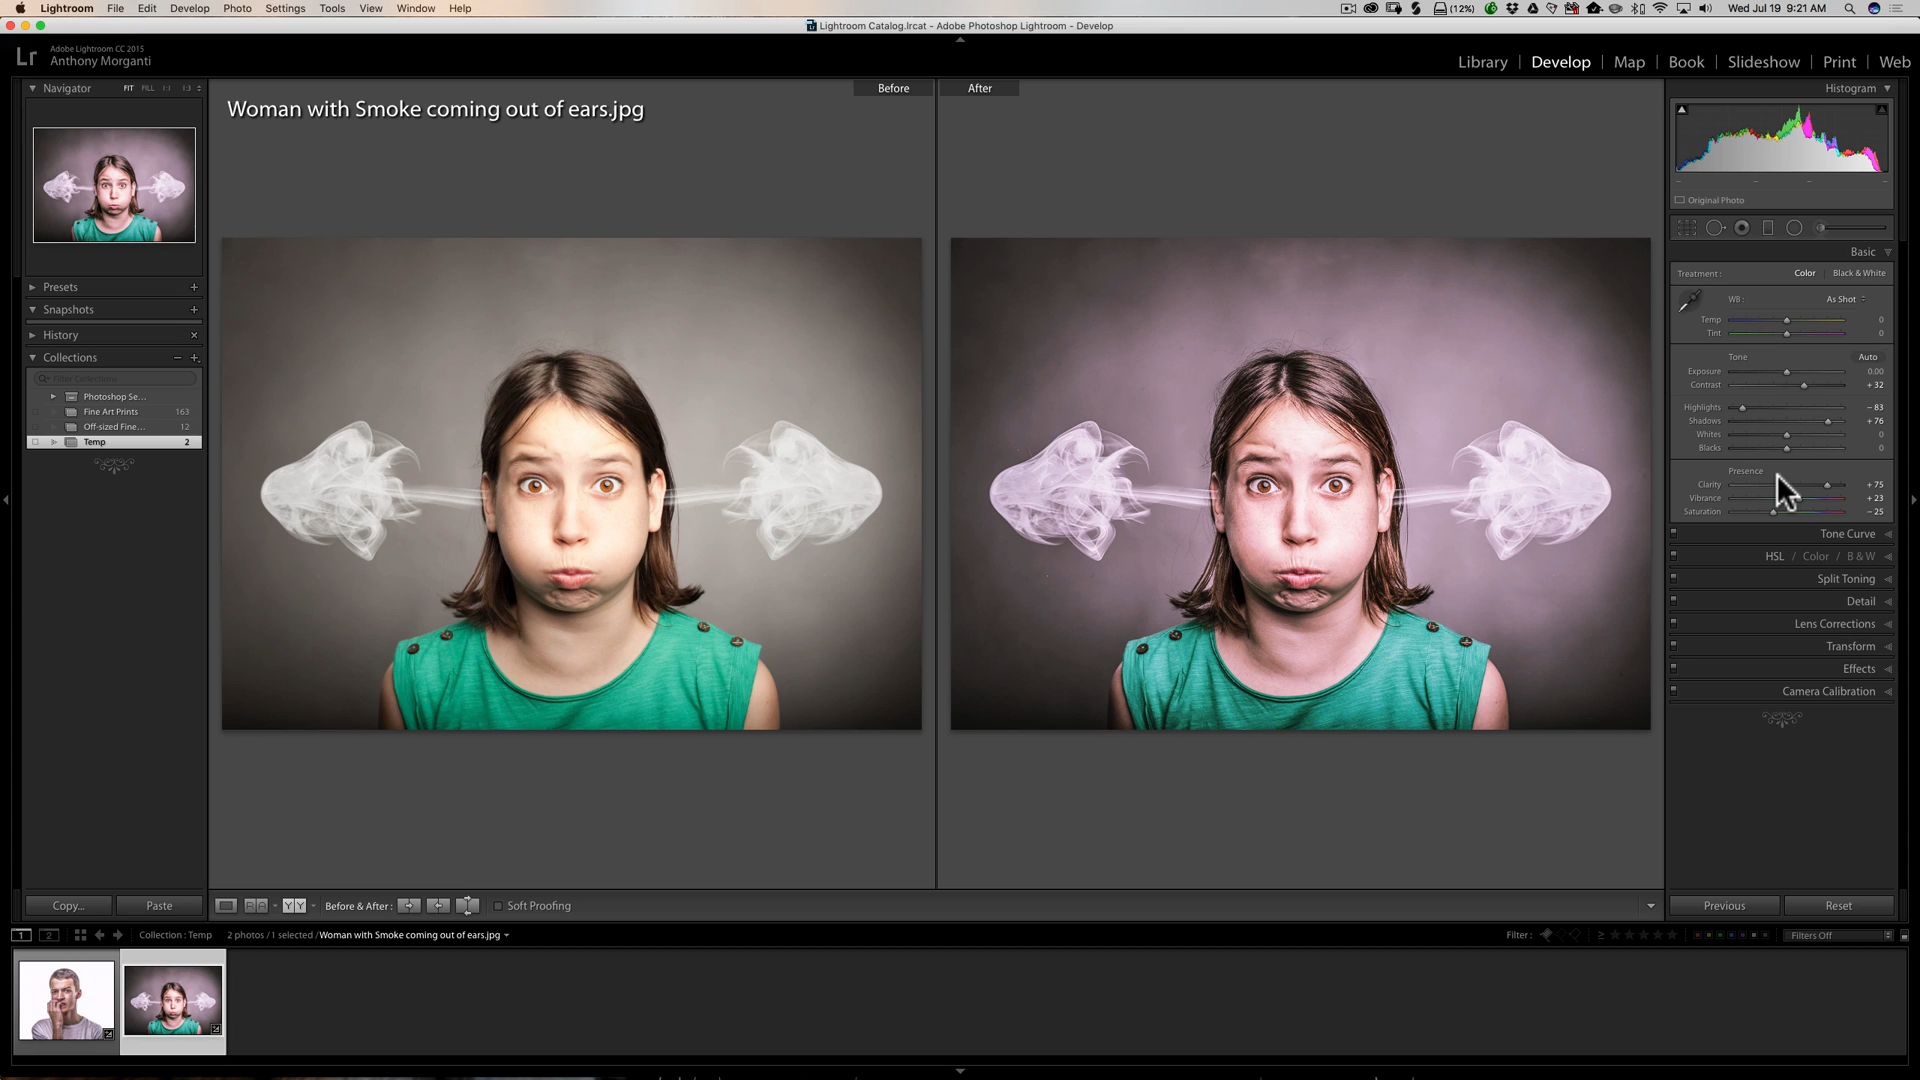 Lightroom File Edit Develop Photo Settings Tools View Window Help
(12%) Wed Jul 19 9:21 AM
Lightroom Catalog.lrcat - Adobe Photoshop Lightroom - Develop
Lr Adobe Lightroom CC 2015
Anthony Morganti
Library | Develop | Map | Book | Slideshow | Print | Web
Navigator FIT FILL 1:1 1:3
Presets +
Snapshots +
History ×
Collections − +
Filter Collections
Photoshop Se...
Fine Art Prints 163
Off-sized Fine... 12
Temp 2
Copy... Paste
Before After
Woman with Smoke coming out of ears.jpg
Histogram
Original Photo
Basic
Treatment : Color | Black & White
WB : As Shot
Temp 0
Tint 0
Tone Auto
Exposure 0.00
Contrast + 32
Highlights − 83
Shadows + 76
Whites 0
Blacks 0
Presence
Clarity + 75
Vibrance + 23
Saturation − 25
Tone Curve
HSL / Color / B & W
Split Toning
Detail
Lens Corrections
Transform
Effects
Camera Calibration
Previous Reset
R A Y Y Before & After : Soft Proofing
1 2 Collection : Temp 2 photos / 1 selected / Woman with Smoke coming out of ears.jpg
Filter : ≥ Filters Off